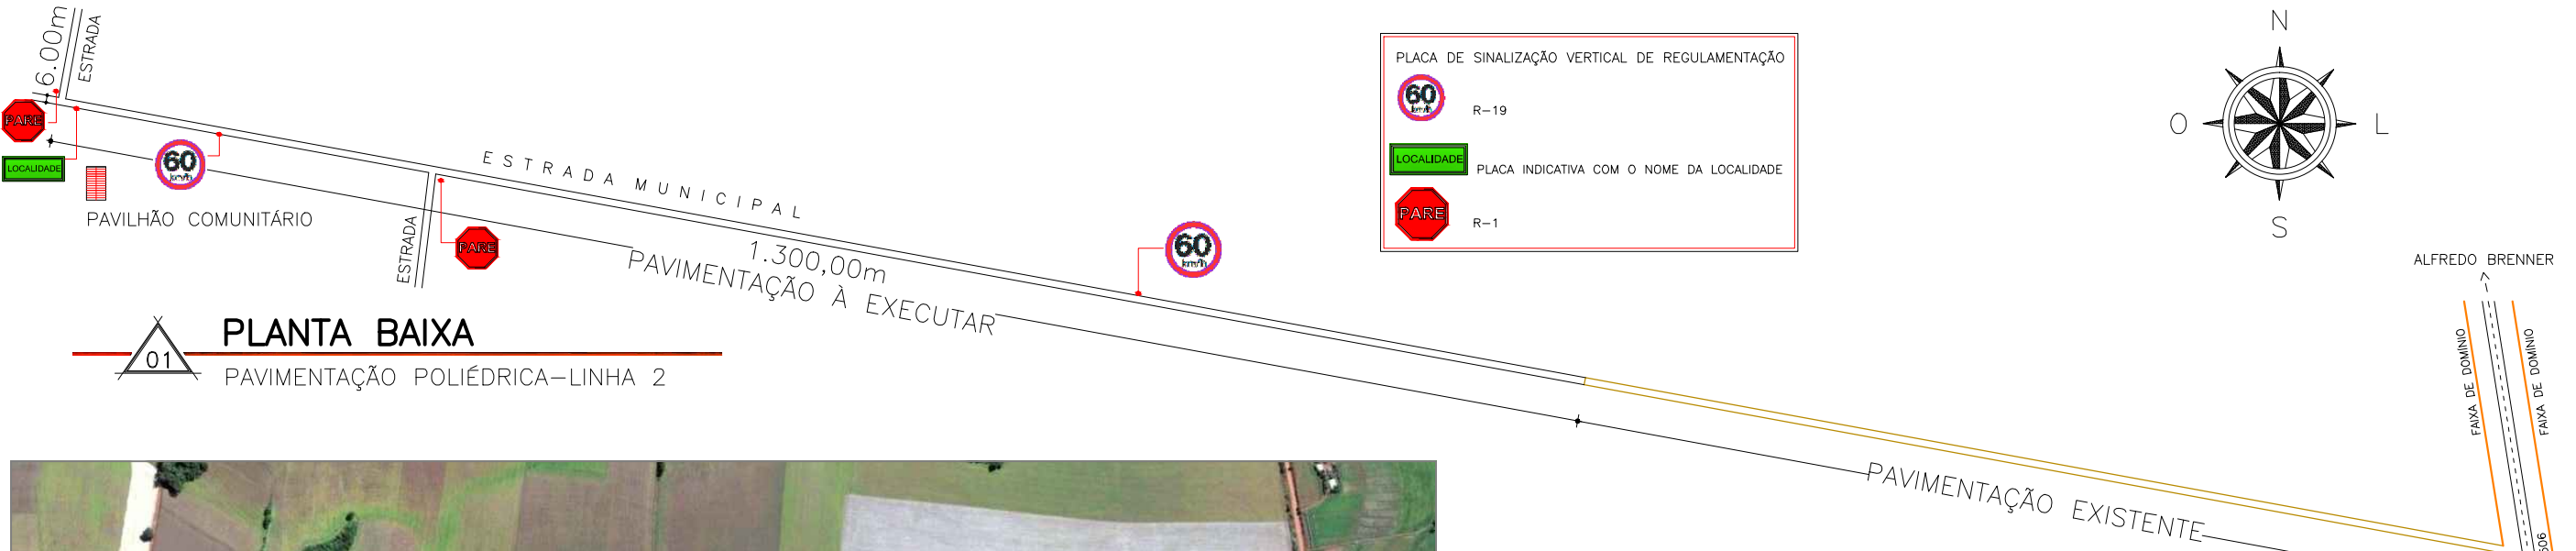 6.00m
ESTRADA
PARE
LOCALIDADE
60
km/h
PAVILHÃO COMUNITÁRIO
ESTRADA MUNICIPAL
ESTRADA
PARE
1.300,00m
PAVIMENTAÇÃO À EXECUTAR
60
km/h
PLANTA BAIXA
01
PAVIMENTAÇÃO POLIÉDRICA-LINHA 2
PLACA DE SINALIZAÇÃO VERTICAL DE REGULAMENTAÇÃO
60
km/h
R-19
LOCALIDADE
PLACA INDICATIVA COM O NOME DA LOCALIDADE
PARE
R-1
N
O
L
S
ALFREDO BRENNER
FAIXA DE DOMÍNIO
FAIXA DE DOMÍNIO
PAVIMENTAÇÃO EXISTENTE